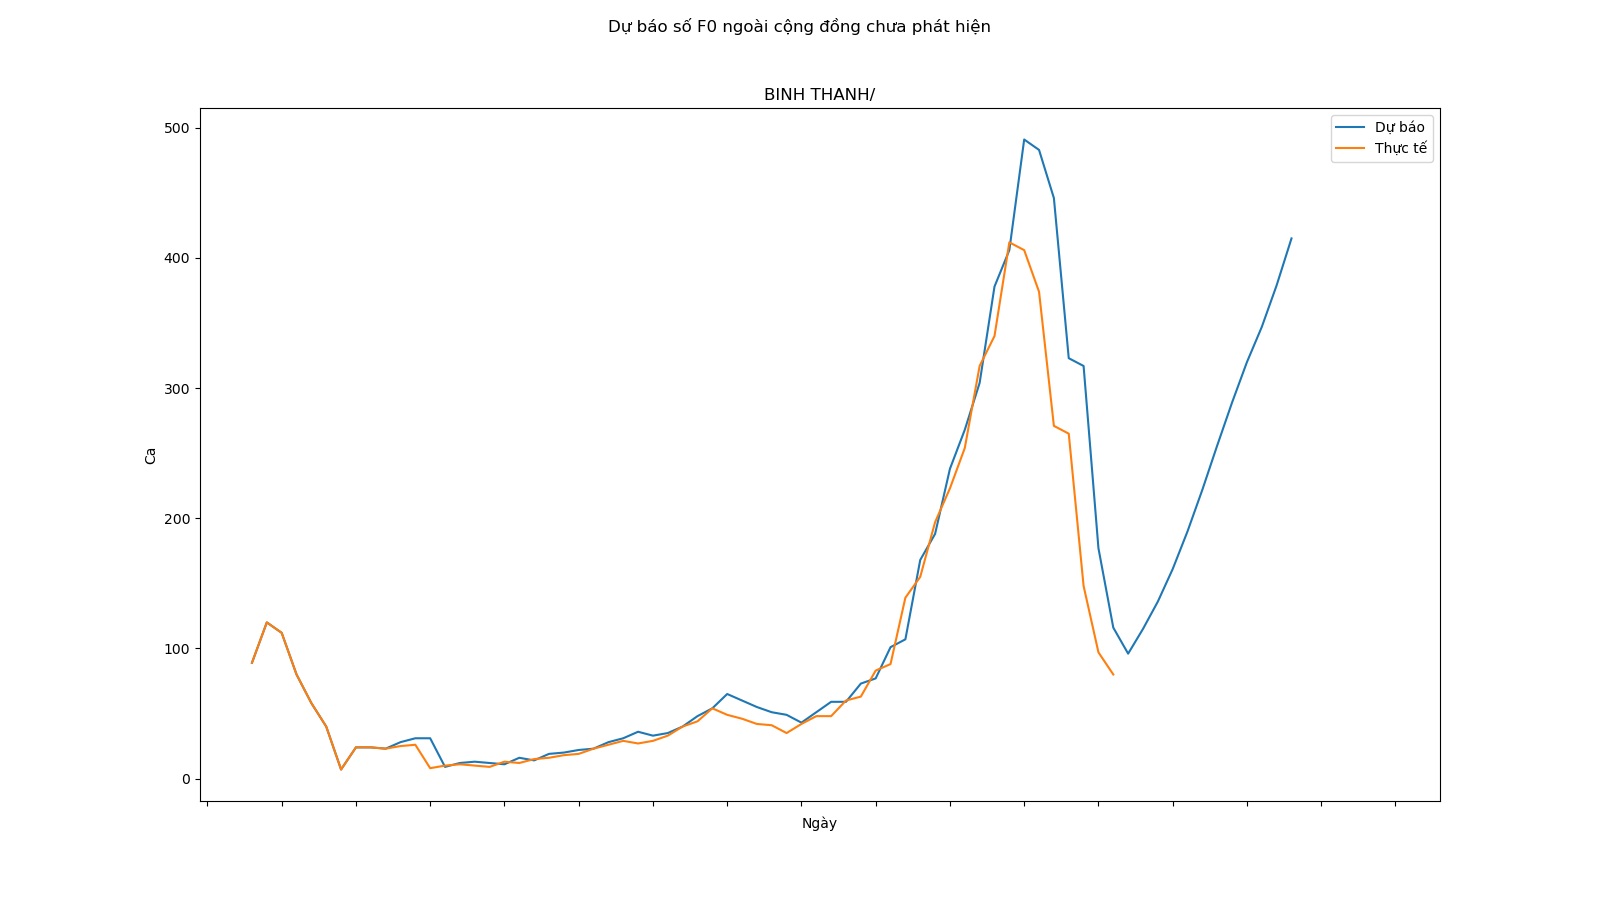 Dự báo số F0 ngoài cộng đồng chưa phát hiện
BINH THANH/
Dự báo
Thực tế
500
400
300
200
100
0
Ca
Ngày